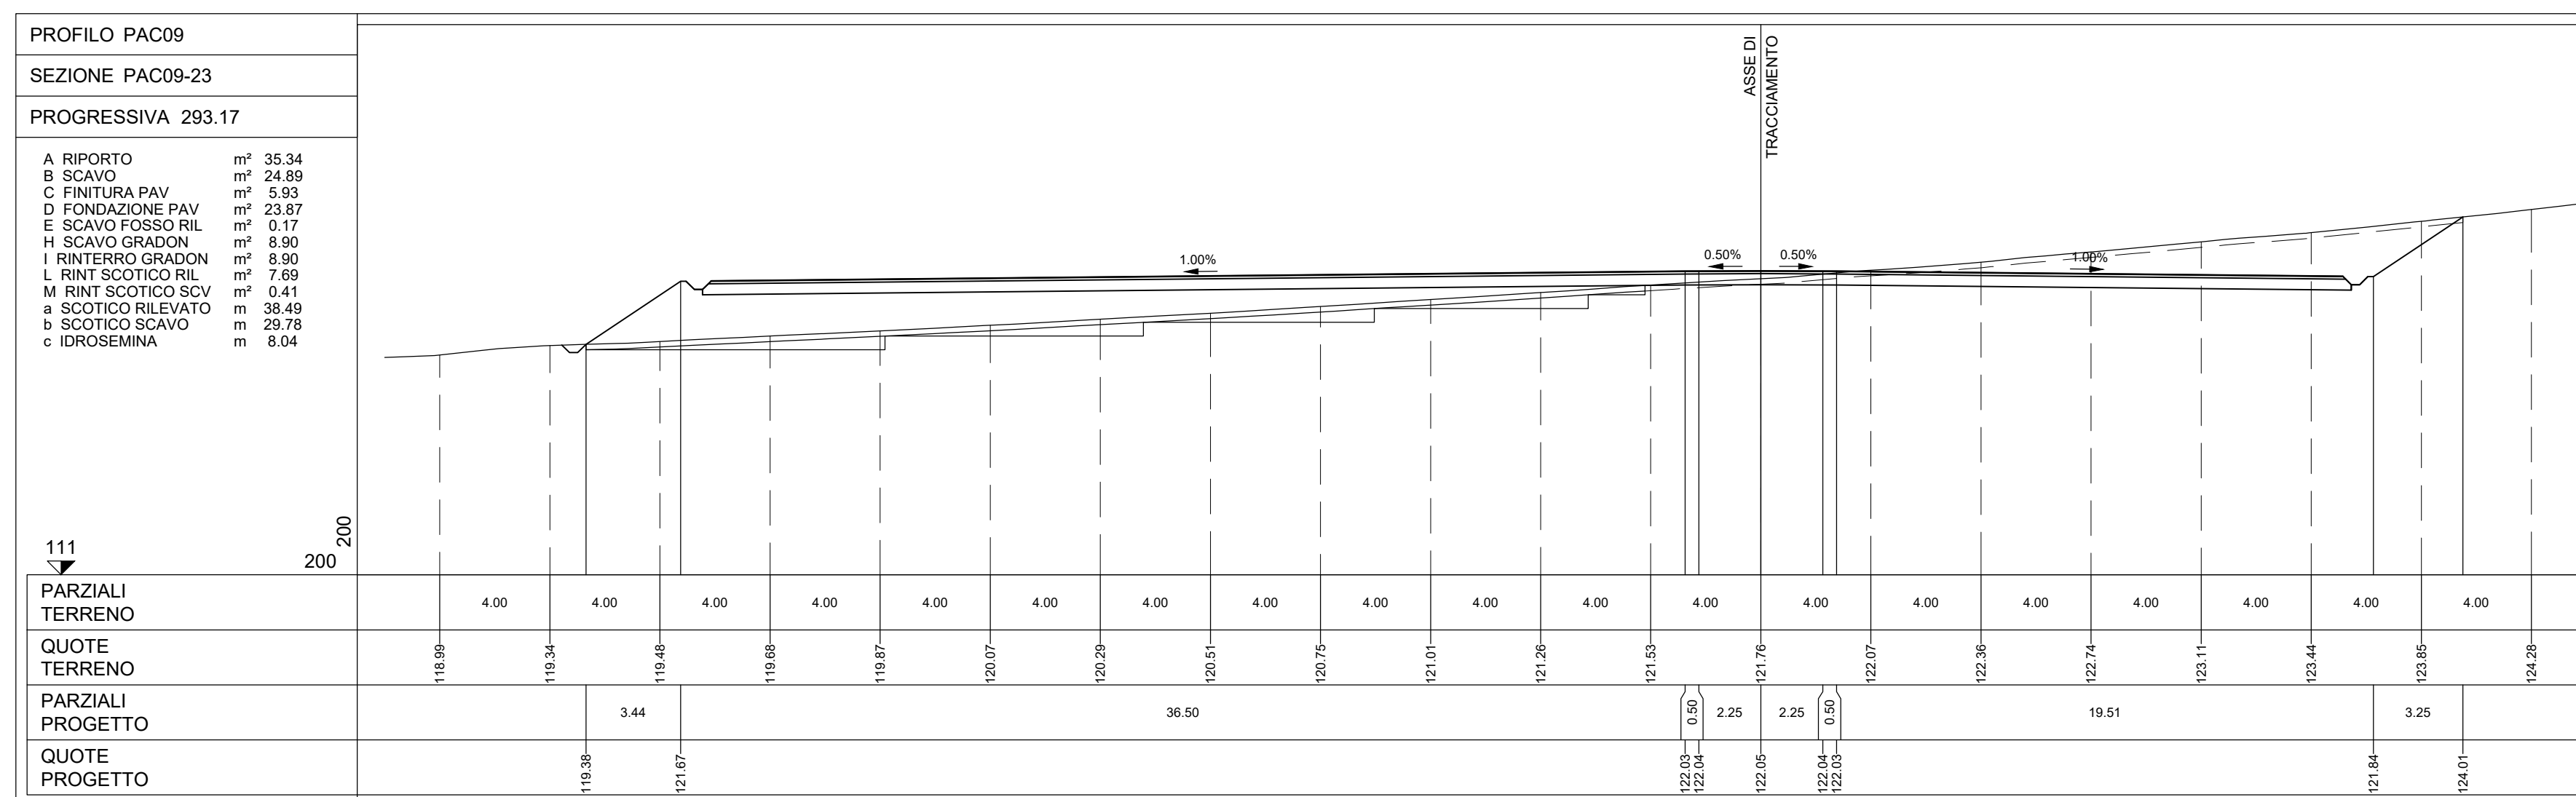 PROFILO PAC09
SEZIONE PAC09-23
PROGRESSIVA 293.17
A RIPORTO m² 35.34
B SCAVO m² 24.89
C FINITURA PAV m² 5.93
D FONDAZIONE PAV m² 23.87
E SCAVO FOSSO RIL m² 0.17
H SCAVO GRADON m² 8.90
I RINTERRO GRADON m² 8.90
L RINT SCOTICO RIL m² 7.69
M RINT SCOTICO SCV m² 0.41
a SCOTICO RILEVATO m 38.49
b SCOTICO SCAVO m 29.78
c IDROSEMINA m 8.04
ASSE DI
TRACCIAMENTO
1.00%
0.50%
0.50%
1.00%
111
200
200
PARZIALI
TERRENO
4.00 4.00 4.00 4.00 4.00 4.00 4.00 4.00 4.00 4.00 4.00 4.00 4.00 4.00 4.00 4.00 4.00 4.00 4.00
QUOTE
TERRENO
118.99 119.34 119.48 119.68 119.87 120.07 120.29 120.51 120.75 121.01 121.26 121.53 121.76 122.07 122.36 122.74 123.11 123.44 123.85 124.28
PARZIALI
PROGETTO
3.44 36.50 0.50 2.25 2.25 0.50 19.51 3.25
QUOTE
PROGETTO
119.38 121.67 122.03 122.04 122.05 122.04 122.03 121.84 124.01